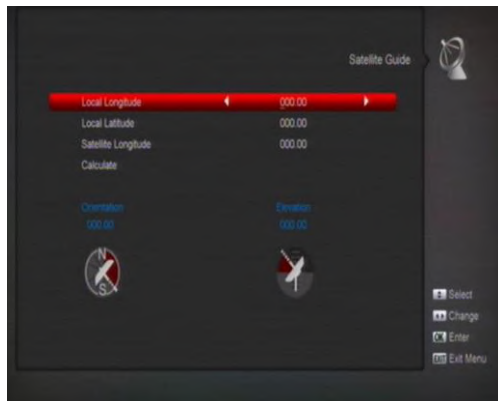 Satellite Guide
Local Longitude 000.00
Local Latitude 000.00
Satellite Longitude 000.00
Calculate
Orientation Elevation
000.00 000.00
N
S
Select
Change
OK Enter
EXIT Exit Menu